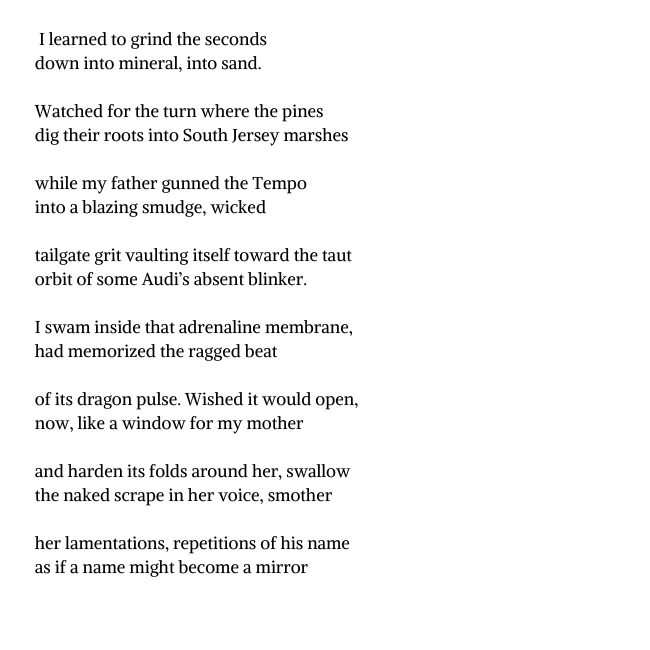 I learned to grind the seconds
down into mineral, into sand.
Watched for the turn where the pines
dig their roots into South Jersey marshes
while my father gunned the Tempo
into a blazing smudge, wicked
tailgate grit vaulting itself toward the taut
orbit of some Audi’s absent blinker.
I swam inside that adrenaline membrane,
had memorized the ragged beat
of its dragon pulse. Wished it would open,
now, like a window for my mother
and harden its folds around her, swallow
the naked scrape in her voice, smother
her lamentations, repetitions of his name
as if a name might become a mirror